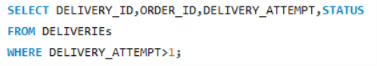 SELECT DELIVERY_ID,ORDER_ID,DELIVERY_ATTEMPT,STATUS
FROM DELIVERIEs
WHERE DELIVERY_ATTEMPT>1;